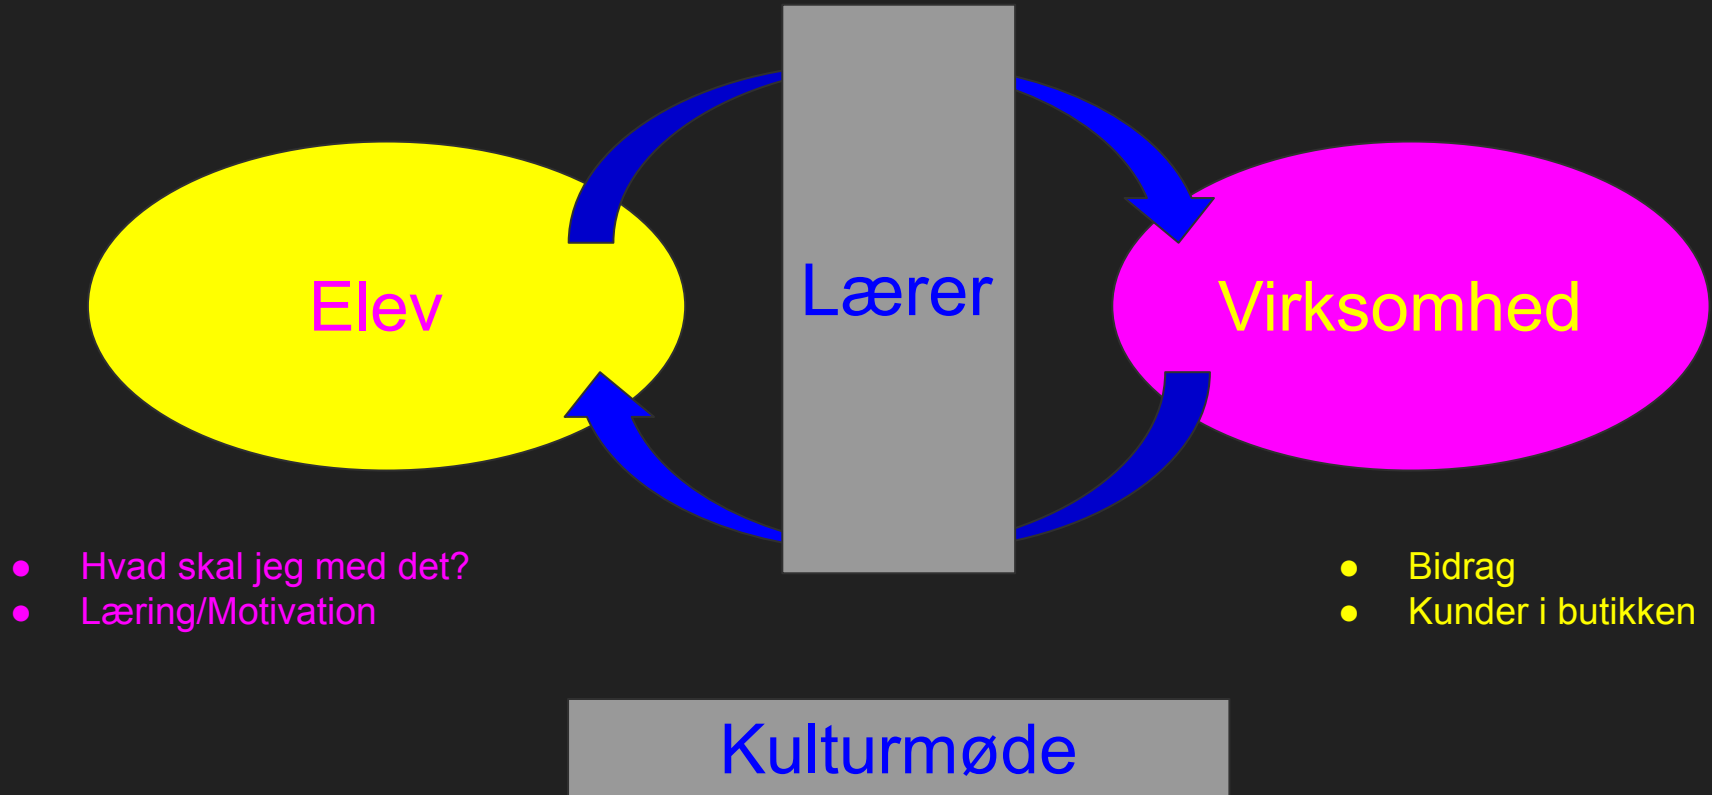 Elev
Lærer
Virksomhed
● Hvad skal jeg med det?
● Læring/Motivation
● Bidrag
● Kunder i butikken
Kulturmøde